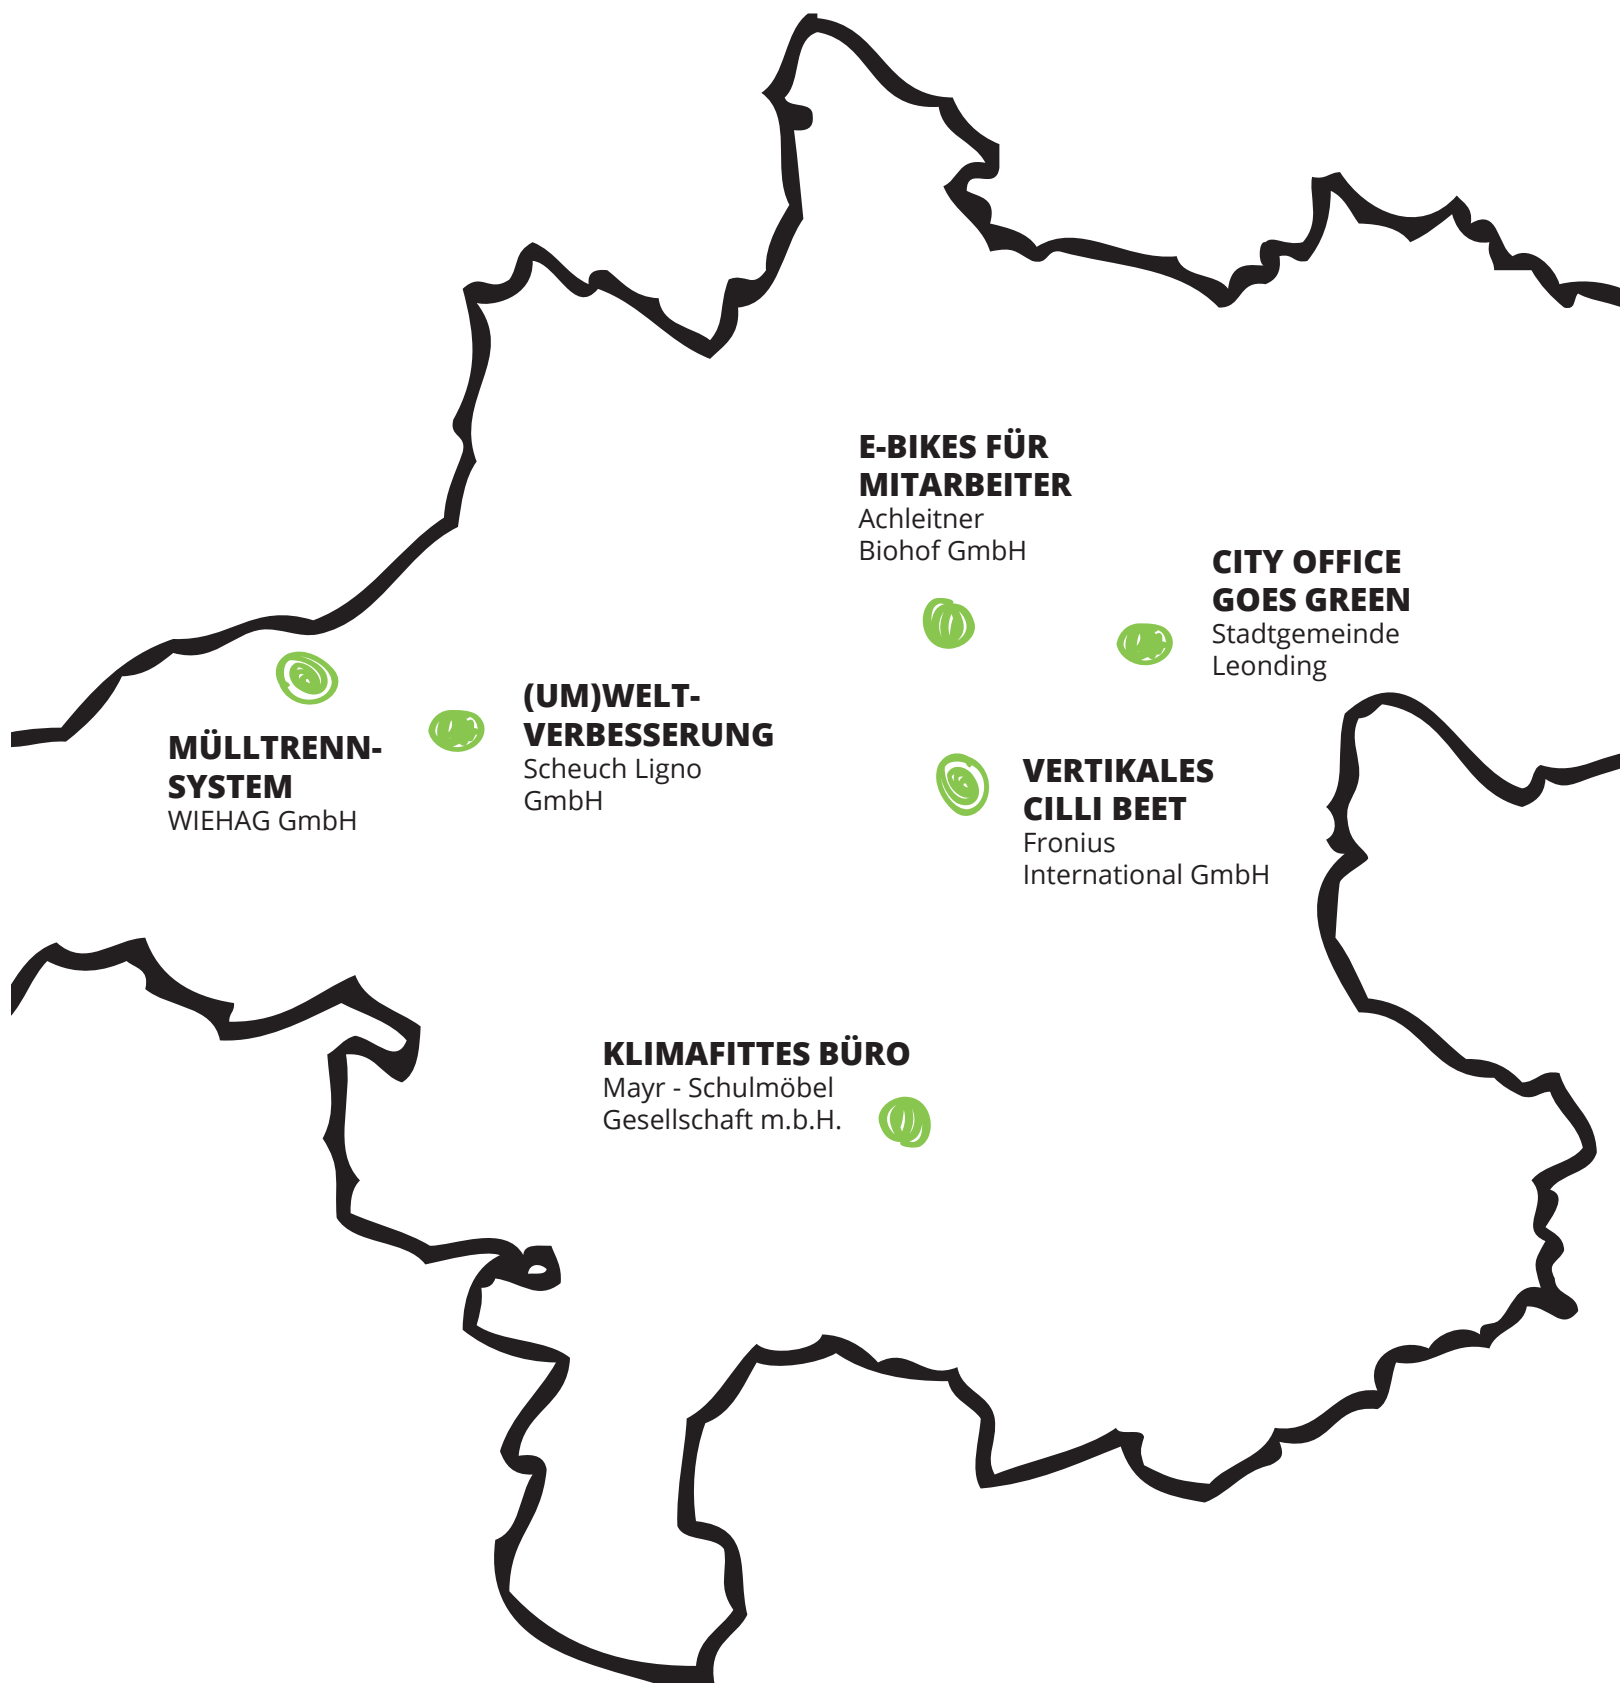 E-BIKES FÜR
MITARBEITER
Achleitner
Biohof GmbH
CITY OFFICE
GOES GREEN
Stadtgemeinde
Leonding
(UM)WELT-
VERBESSERUNG
Scheuch Ligno
GmbH
MÜLLTRENN-
SYSTEM
WIEHAG GmbH
VERTIKALES
CILLI BEET
Fronius
International GmbH
KLIMAFITTES BÜRO
Mayr - Schulmöbel
Gesellschaft m.b.H.